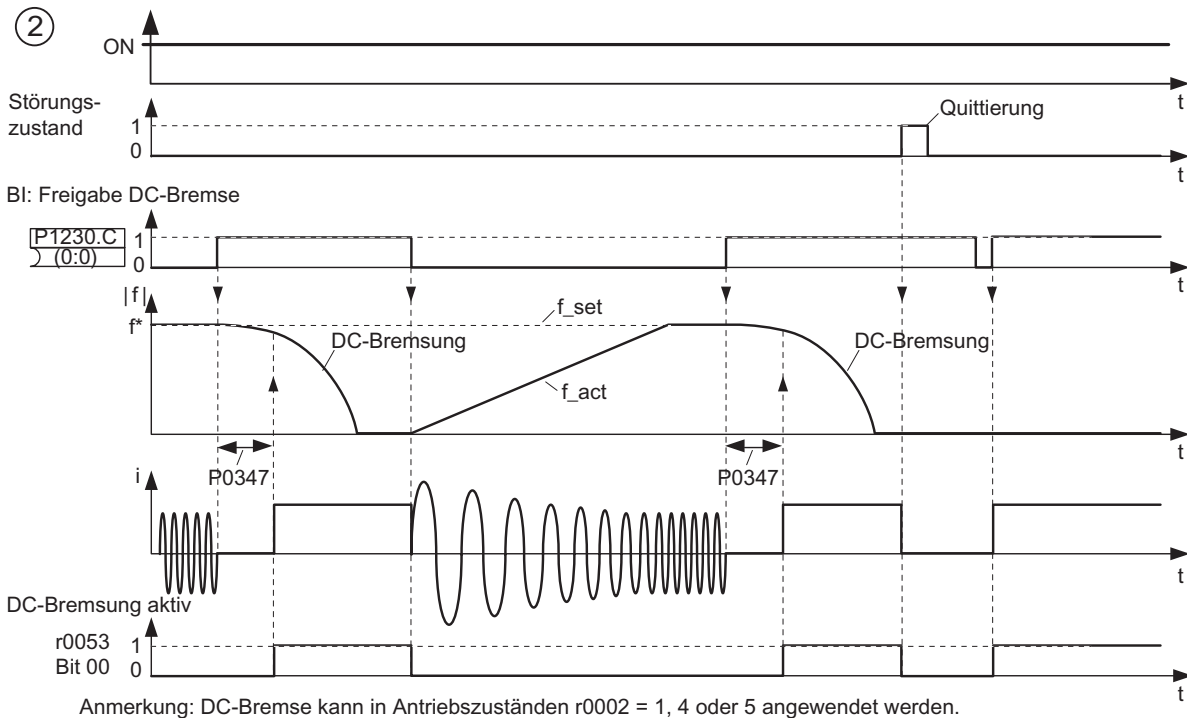 2
ON
t
Störungs-
zustand
1
0
Quittierung
t
BI: Freigabe DC-Bremse
P1230.C
(0:0)
1
0
t
|f|
f*
f_set
DC-Bremsung
f_act
DC-Bremsung
t
P0347
P0347
i
t
DC-Bremsung aktiv
r0053
Bit 00
1
0
t
Anmerkung: DC-Bremse kann in Antriebszuständen r0002 = 1, 4 oder 5 angewendet werden.